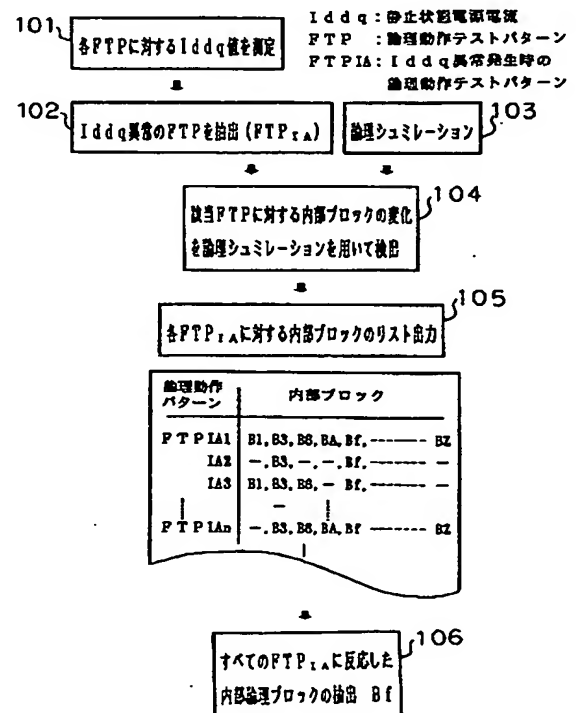 Iddq:静止状態電源電流
FTP :論理動作テストパターン
FTPIA:Iddq異常発生時の
論理動作テストパターン
101
各FTPに対するIddq値を測定
102
Iddq異常のFTPを抽出(FTPIA)
論理シュミレーション
103
該当FTPに対する内部ブロックの変化
を論理シュミレーションを用いて検出
104
105
各FTPIAに対する内部ブロックのリスト出力
論理動作
パターン
内部ブロック
FTPIA1 B1,B3,B8,BA,Bf,------ BZ
IA2 -,B3,-,-,Bf,------ -
IA3 B1,B3,B8,- Bf,------ -
FTPIAn -,B3,B8,BA,Bf ------ BZ
106
すべてのFTPIAに反応した
内部論理ブロックの抽出 Bf